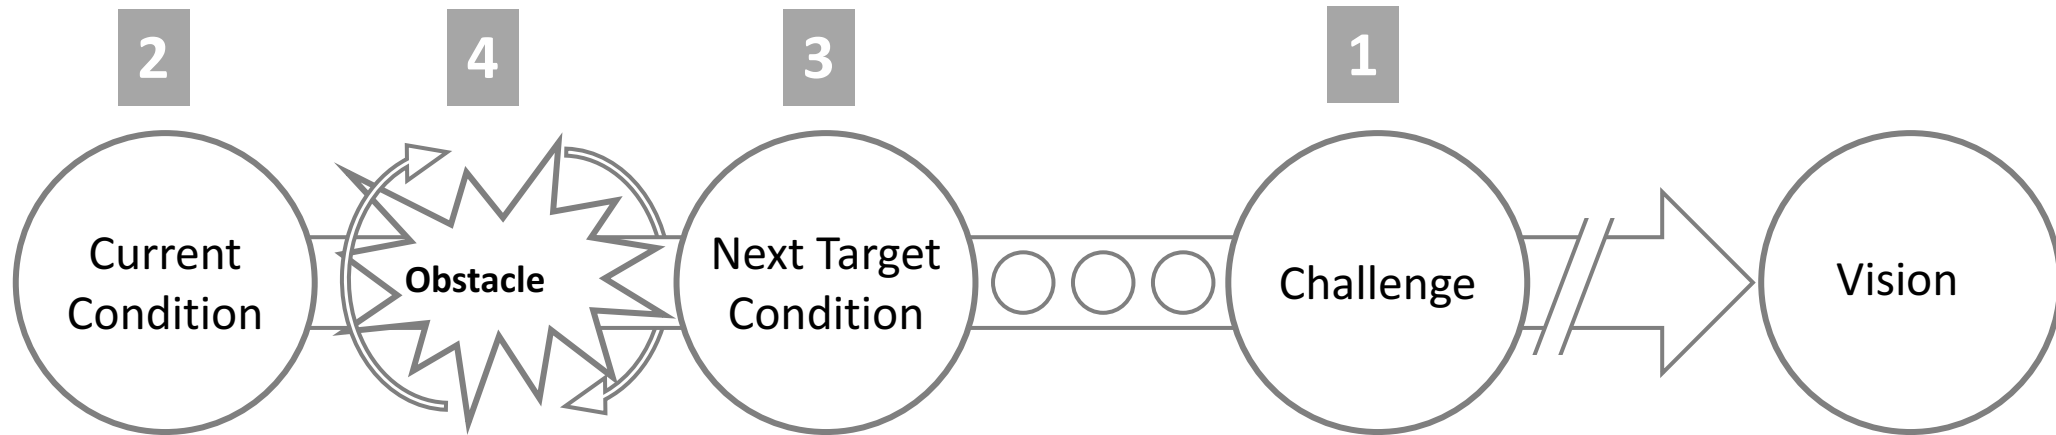 2
4
3
1
Current
Condition
Obstacle
Next Target
Condition
Challenge
Vision